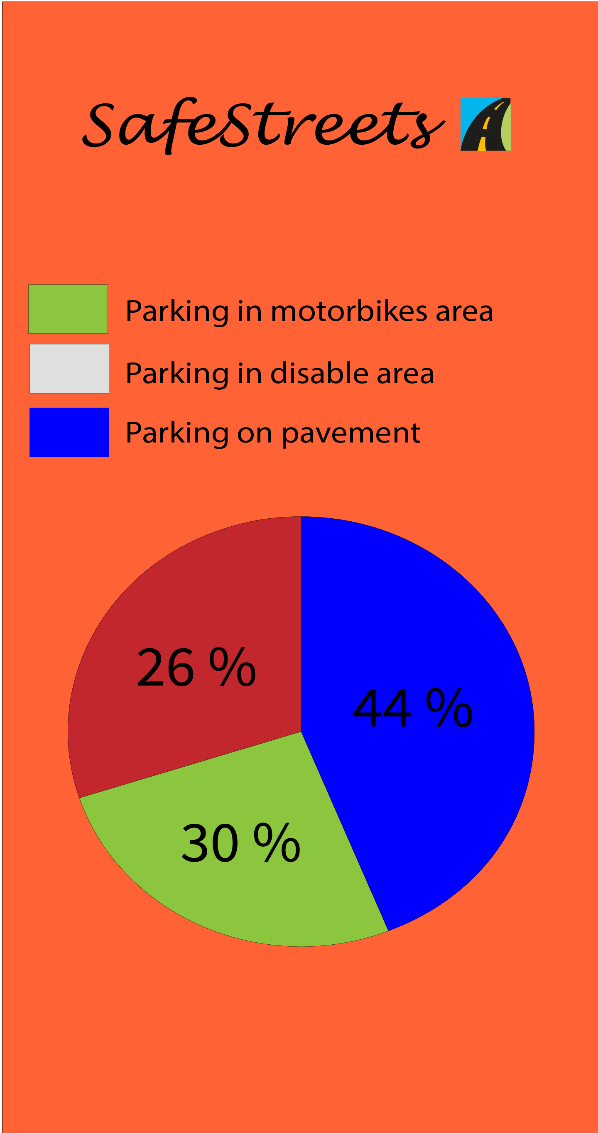 SafeStreets
Parking in motorbikes area
Parking in disable area
Parking on pavement
26 %
44 %
30 %